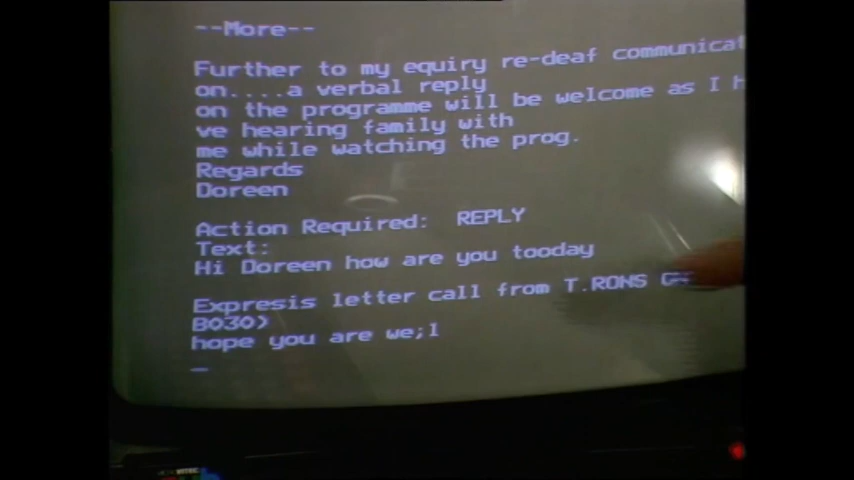 --More--
Further to my equiry re-deaf communicat
on....a verbal reply
on the programme will be welcome as I h
ve hearing family with
me while watching the prog.
Regards
Doreen
Action Required: REPLY
Text:
Hi Doreen how are you tooday
Expresis letter call from T.RONS
B030>
hope you are we;l